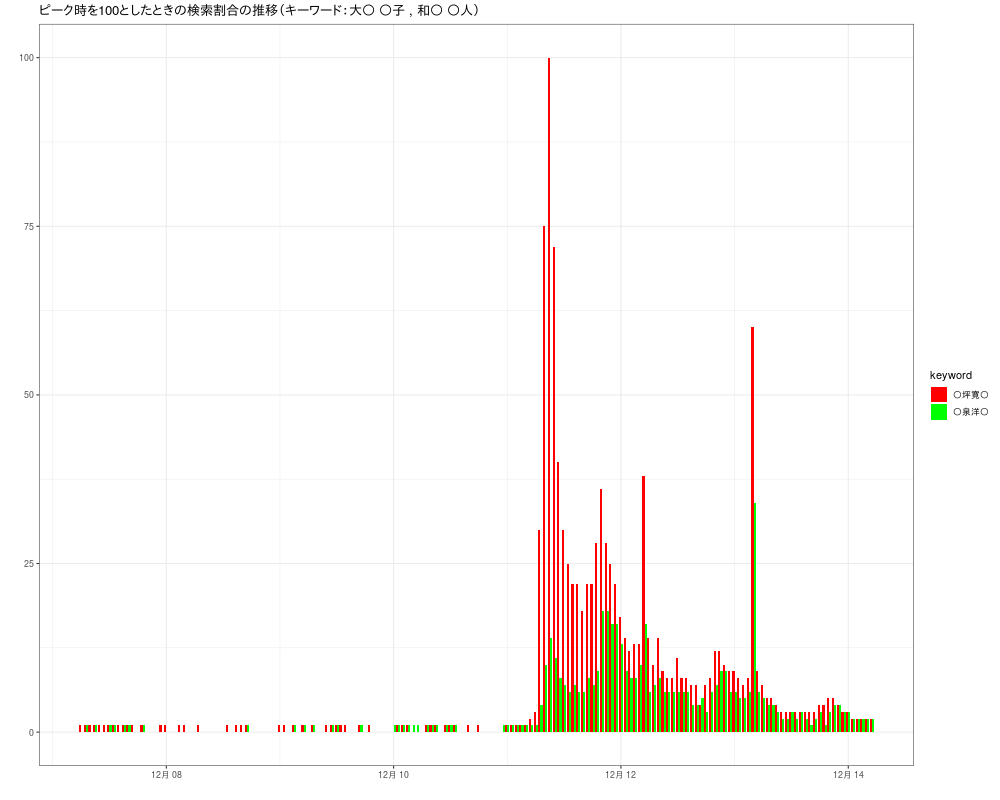 ピーク時を100としたときの検索割合の推移（キーワード：大〇 〇子 , 和〇 〇人）
100
75
50
25
0
12月 08
12月 10
12月 12
12月 14
keyword
〇坪寛〇
〇泉洋〇